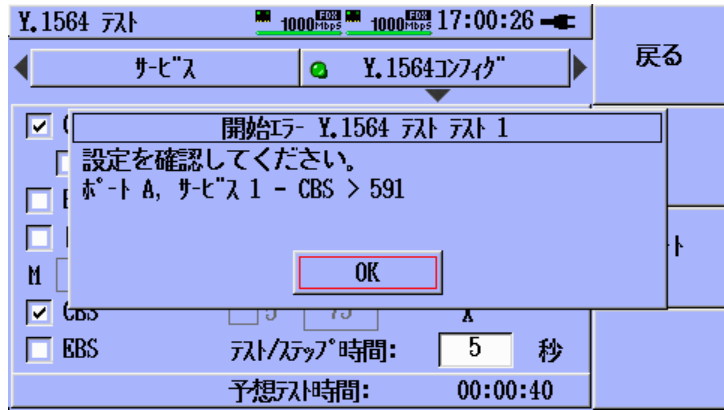 Y.1564 ﾃｽﾄ 1000 FDX Mbps 1000 FDX Mbps 17:00:26
戻る
ｻｰﾋﾞｽ Y.1564ｺﾝﾌｨｸﾞ
開始ｴﾗｰ Y.1564 ﾃｽﾄ ﾃｽﾄ 1
設定を確認してください。
ﾎﾟｰﾄ A, ｻｰﾋﾞｽ 1 - CBS > 591
ﾄ
M
OK
CBS
EBS ﾃｽﾄ/ｽﾃｯﾌﾟ時間: 5 秒
予想ﾃｽﾄ時間: 00:00:40